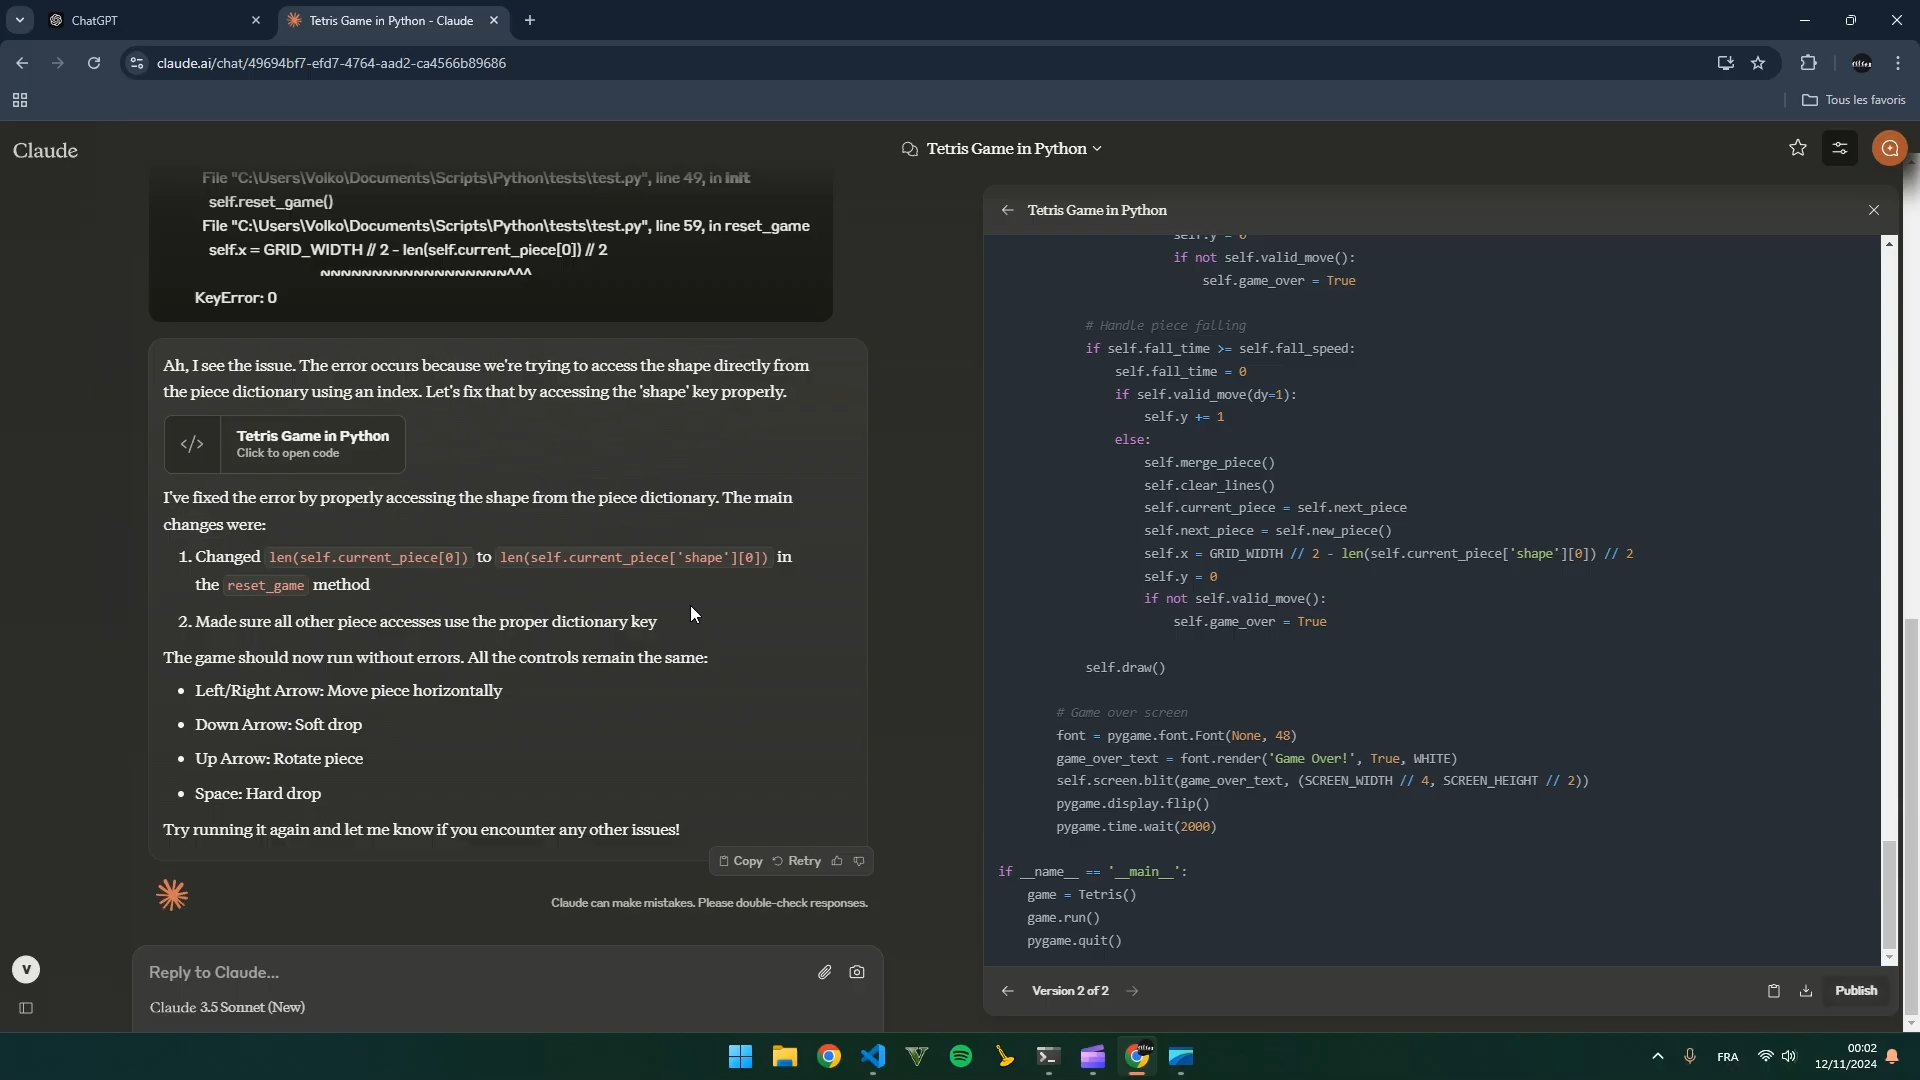 ChatGPT
Tetris Game in Python - Claude
claude.ai/chat/49694bf7-efd7-4764-aad2-ca4566b89686
Tous les favoris
Claude
Tetris Game in Python
File "C:\Users\Volko\Documents\Scripts\Python\tests\test.py", line 49, in init
self.reset_game()
File "C:\Users\Volko\Documents\Scripts\Python\tests\test.py", line 59, in reset_game
self.x = GRID_WIDTH // 2 - len(self.current_piece[0]) // 2
~~~~~~~~~~~~~~~~~~^^^
KeyError: 0
Ah, I see the issue. The error occurs because we're trying to access the shape directly from
the piece dictionary using an index. Let's fix that by accessing the 'shape' key properly.
</>
Tetris Game in Python
Click to open code
I've fixed the error by properly accessing the shape from the piece dictionary. The main
changes were:
1. Changed len(self.current_piece[0]) to len(self.current_piece['shape'][0]) in
the reset_game method
2. Made sure all other piece accesses use the proper dictionary key
The game should now run without errors. All the controls remain the same:
• Left/Right Arrow: Move piece horizontally
• Down Arrow: Soft drop
• Up Arrow: Rotate piece
• Space: Hard drop
Try running it again and let me know if you encounter any other issues!
Copy Retry
Claude can make mistakes. Please double-check responses.
Reply to Claude...
Claude 3.5 Sonnet (New)
V
Tetris Game in Python
self.y = 0
if not self.valid_move():
self.game_over = True
# Handle piece falling
if self.fall_time >= self.fall_speed:
self.fall_time = 0
if self.valid_move(dy=1):
self.y += 1
else:
self.merge_piece()
self.clear_lines()
self.current_piece = self.next_piece
self.next_piece = self.new_piece()
self.x = GRID_WIDTH // 2 - len(self.current_piece['shape'][0]) // 2
self.y = 0
if not self.valid_move():
self.game_over = True
self.draw()
# Game over screen
font = pygame.font.Font(None, 48)
game_over_text = font.render('Game Over!', True, WHITE)
self.screen.blit(game_over_text, (SCREEN_WIDTH // 4, SCREEN_HEIGHT // 2))
pygame.display.flip()
pygame.time.wait(2000)
if __name__ == '__main__':
game = Tetris()
game.run()
pygame.quit()
Version 2 of 2
Publish
FRA
00:02
12/11/2024